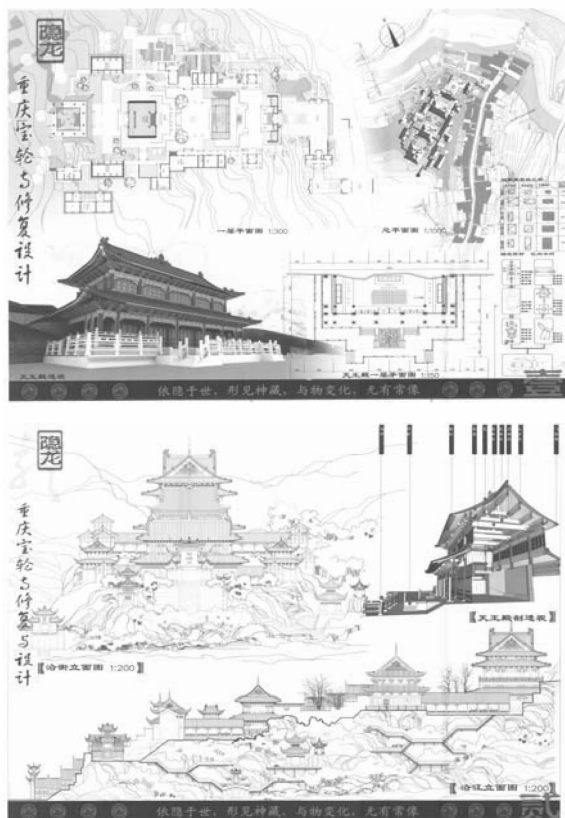 隐龙
重庆宝轮寺修复设计
一层平面图 1:300
总平面图 1:1000
天王殿透视
天王殿一层平面图 1:150
依隐于世，形见神藏，与物变化，无有常像
壹
隐龙
重庆宝轮寺修复与设计
【天王殿剖透视】
【沿街立面图 1:200】
【沿江立面图 1:200】
依隐于世，形见神藏，与物变化，无有常像
贰